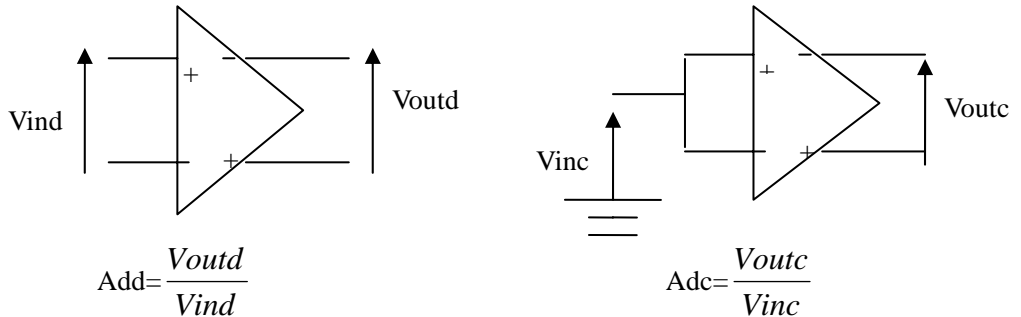 + −
Vind
Voutd
+
Add= Voutd / Vind
+ −
Vinc
Voutc
+
Adc= Voutc / Vinc